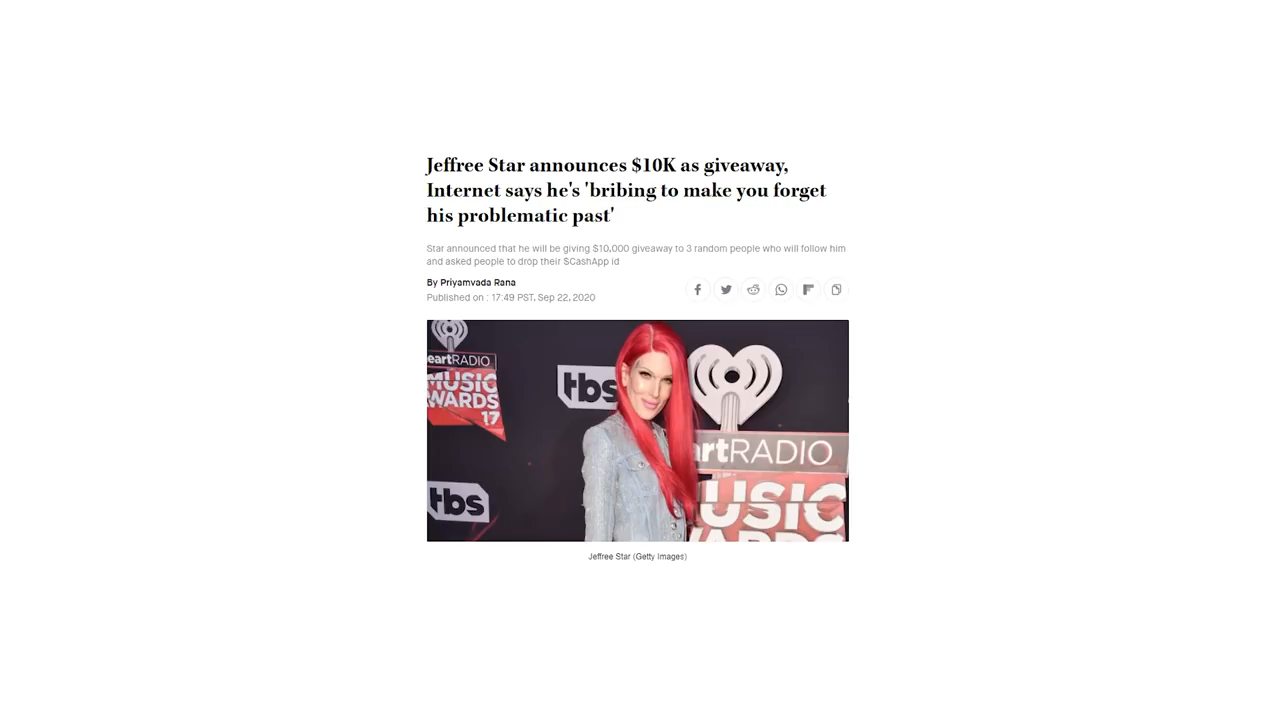 Jeffree Star announces $10K as giveaway,
Internet says he's 'bribing to make you forget
his problematic past'
Star announced that he will be giving $10,000 giveaway to 3 random people who will follow him
and asked people to drop their $CashApp id
By Priyamvada Rana
Published on : 17:49 PST, Sep 22, 2020
eartRADIO
MUSIC
WARDS
17
tbs
tbs
artRADIO
USIC
WARDS
Jeffree Star (Getty Images)